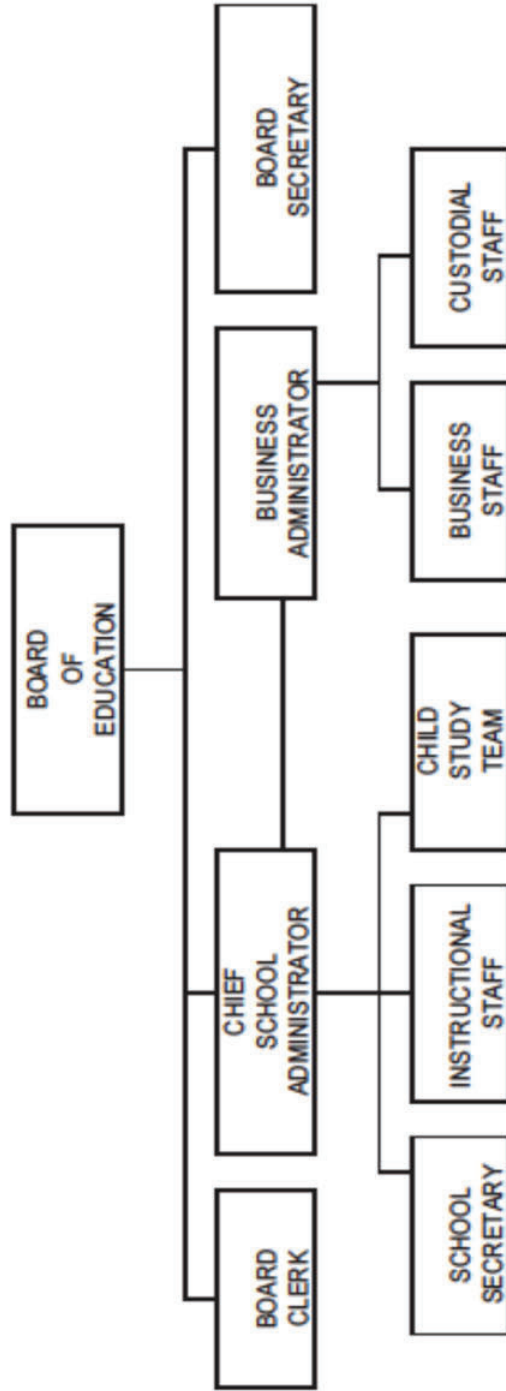 BOARD
OF
EDUCATION
BOARD
CLERK
CHIEF
SCHOOL
ADMINISTRATOR
BUSINESS
ADMINISTRATOR
BOARD
SECRETARY
SCHOOL
SECRETARY
INSTRUCTIONAL
STAFF
CHILD
STUDY
TEAM
BUSINESS
STAFF
CUSTODIAL
STAFF